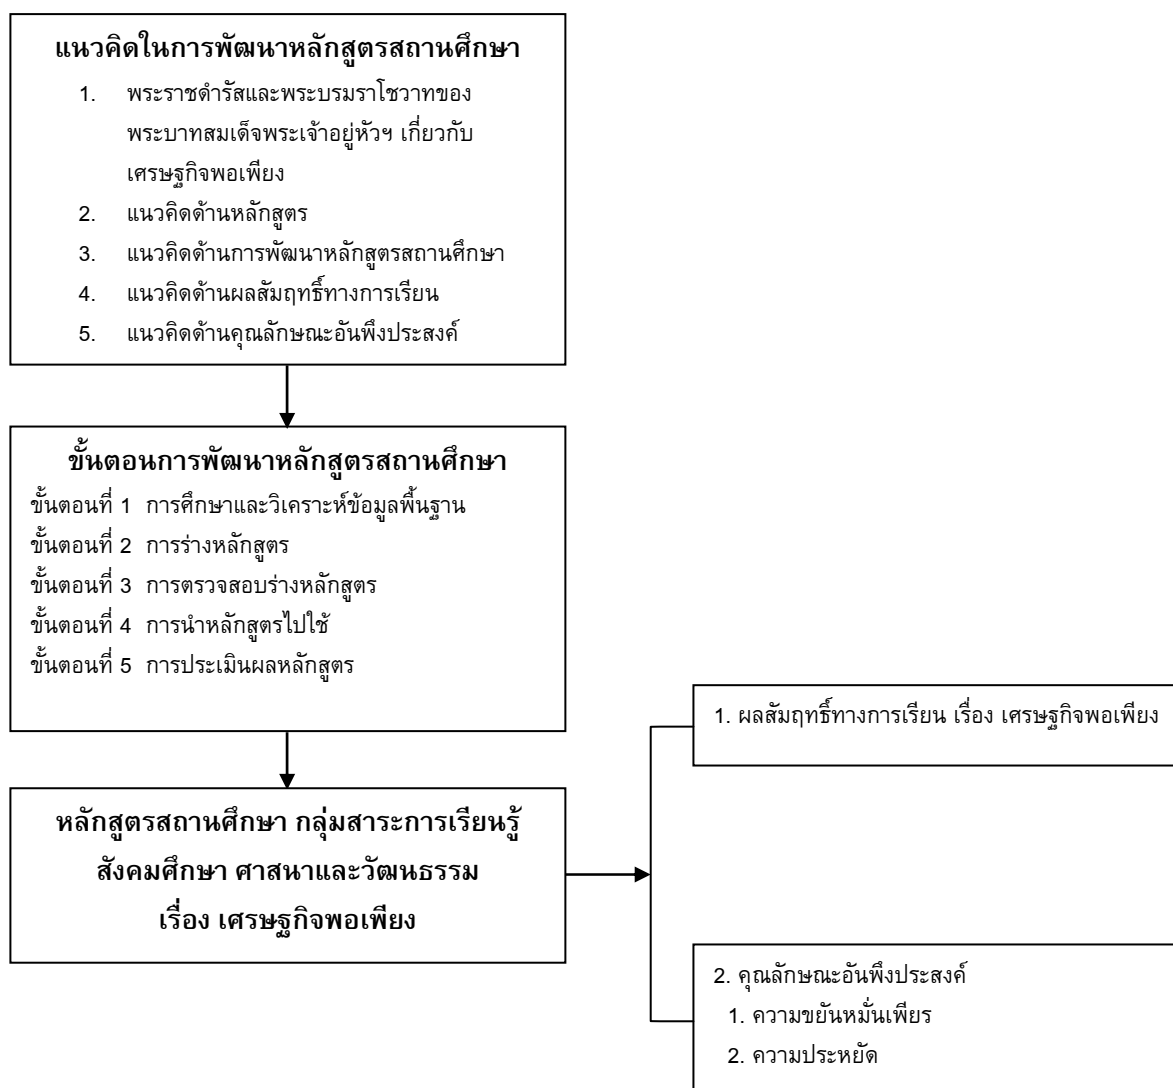 แนวคิดในการพัฒนาหลักสูตรสถานศึกษา
1. พระราชดำรัสและพระบรมราโชวาทของ
พระบาทสมเด็จพระเจ้าอยู่หัวฯ เกี่ยวกับ
เศรษฐกิจพอเพียง
2. แนวคิดด้านหลักสูตร
3. แนวคิดด้านการพัฒนาหลักสูตรสถานศึกษา
4. แนวคิดด้านผลสัมฤทธิ์ทางการเรียน
5. แนวคิดด้านคุณลักษณะอันพึงประสงค์
ขั้นตอนการพัฒนาหลักสูตรสถานศึกษา
ขั้นตอนที่ 1 การศึกษาและวิเคราะห์ข้อมูลพื้นฐาน
ขั้นตอนที่ 2 การร่างหลักสูตร
ขั้นตอนที่ 3 การตรวจสอบร่างหลักสูตร
ขั้นตอนที่ 4 การนำหลักสูตรไปใช้
ขั้นตอนที่ 5 การประเมินผลหลักสูตร
หลักสูตรสถานศึกษา กลุ่มสาระการเรียนรู้
สังคมศึกษา ศาสนาและวัฒนธรรม
เรื่อง เศรษฐกิจพอเพียง
1. ผลสัมฤทธิ์ทางการเรียน เรื่อง เศรษฐกิจพอเพียง
2. คุณลักษณะอันพึงประสงค์
1. ความขยันหมั่นเพียร
2. ความประหยัด